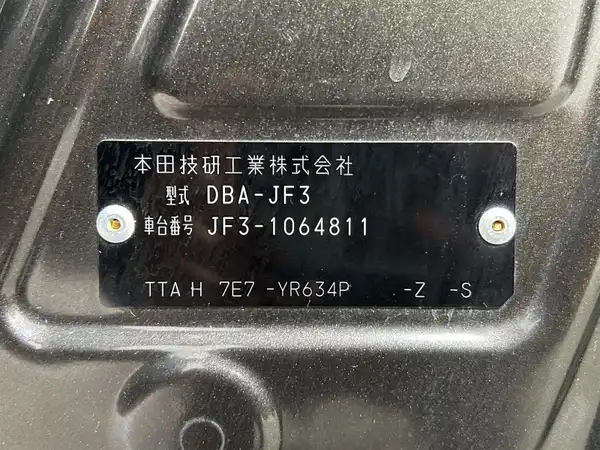 本田技研工業株式会社
型式 DBA-JF3
車台番号 JF3-1064811
TTA H 7E7 -YR634P -Z -S